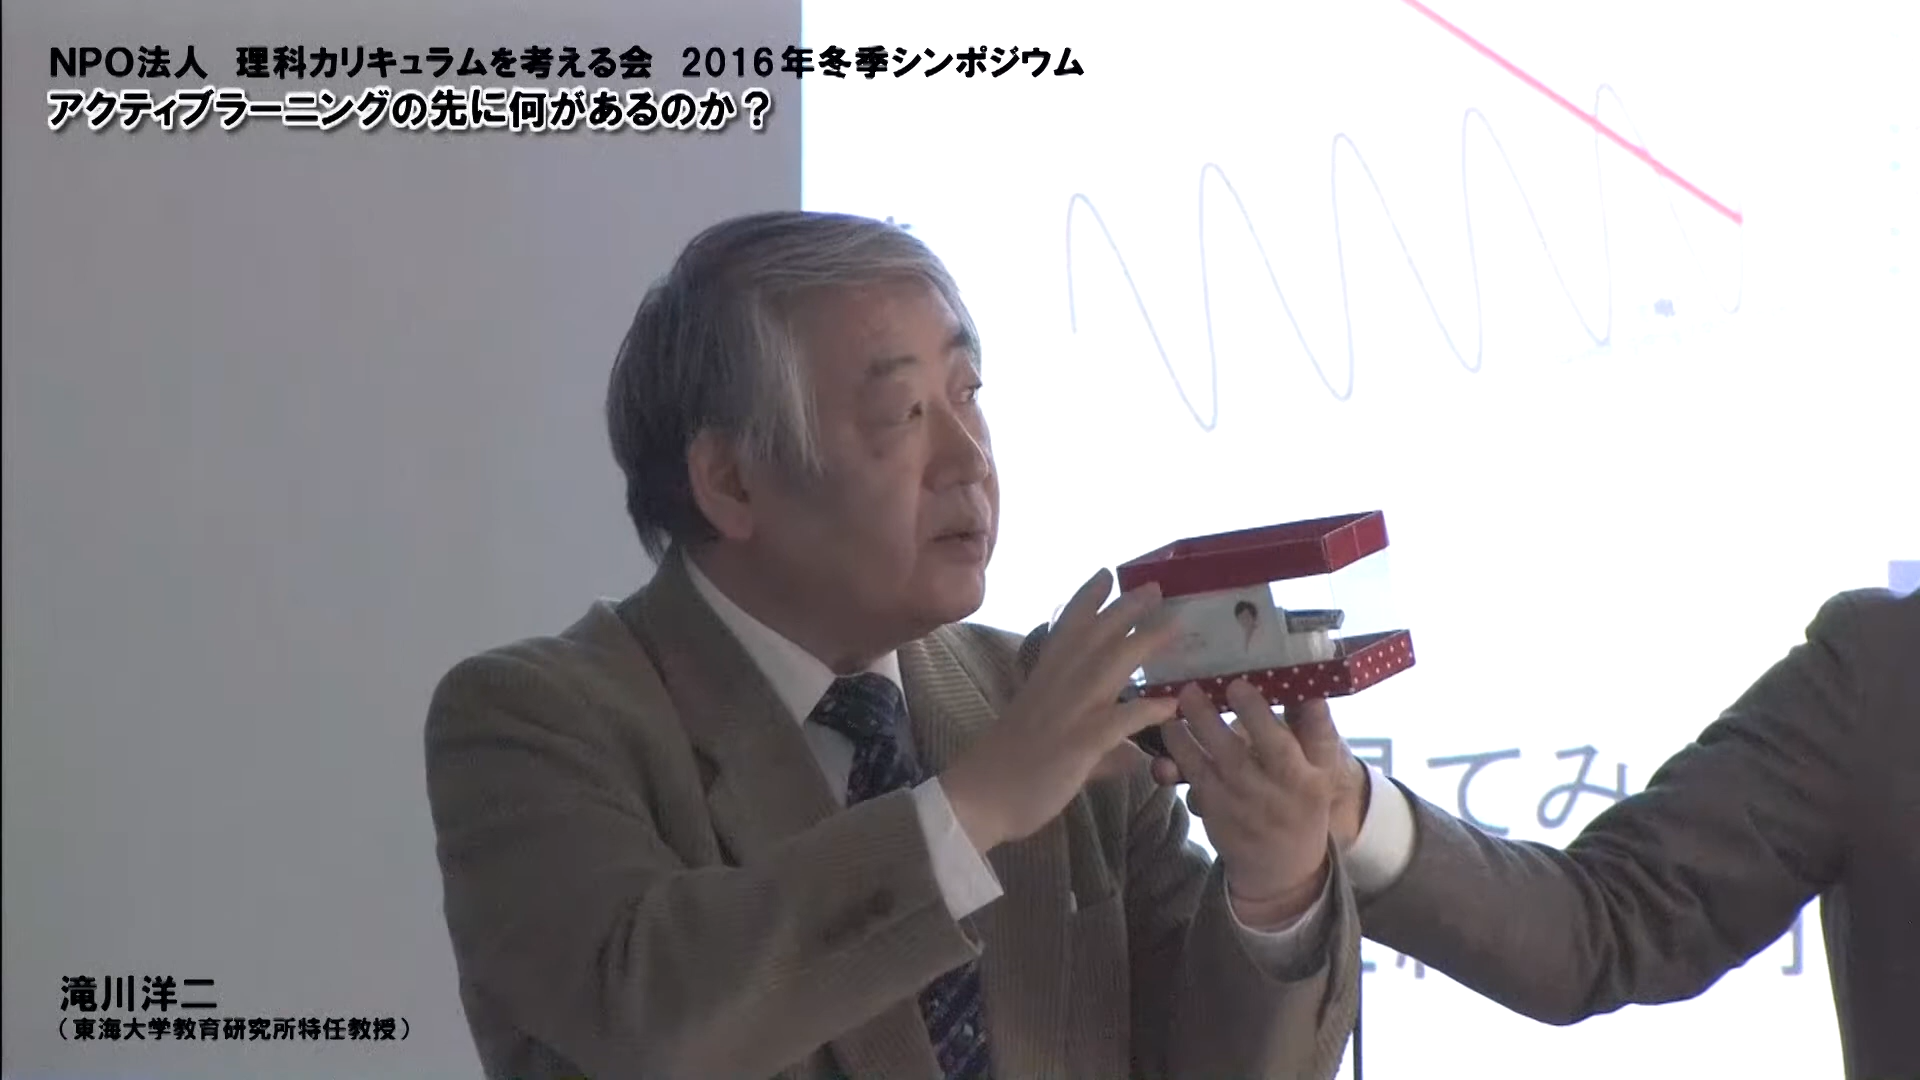 NPO法人　理科カリキュラムを考える会　2016年冬季シンポジウム
アクティブラーニングの先に何があるのか？
てみ
滝川洋二
（東海大学教育研究所特任教授）